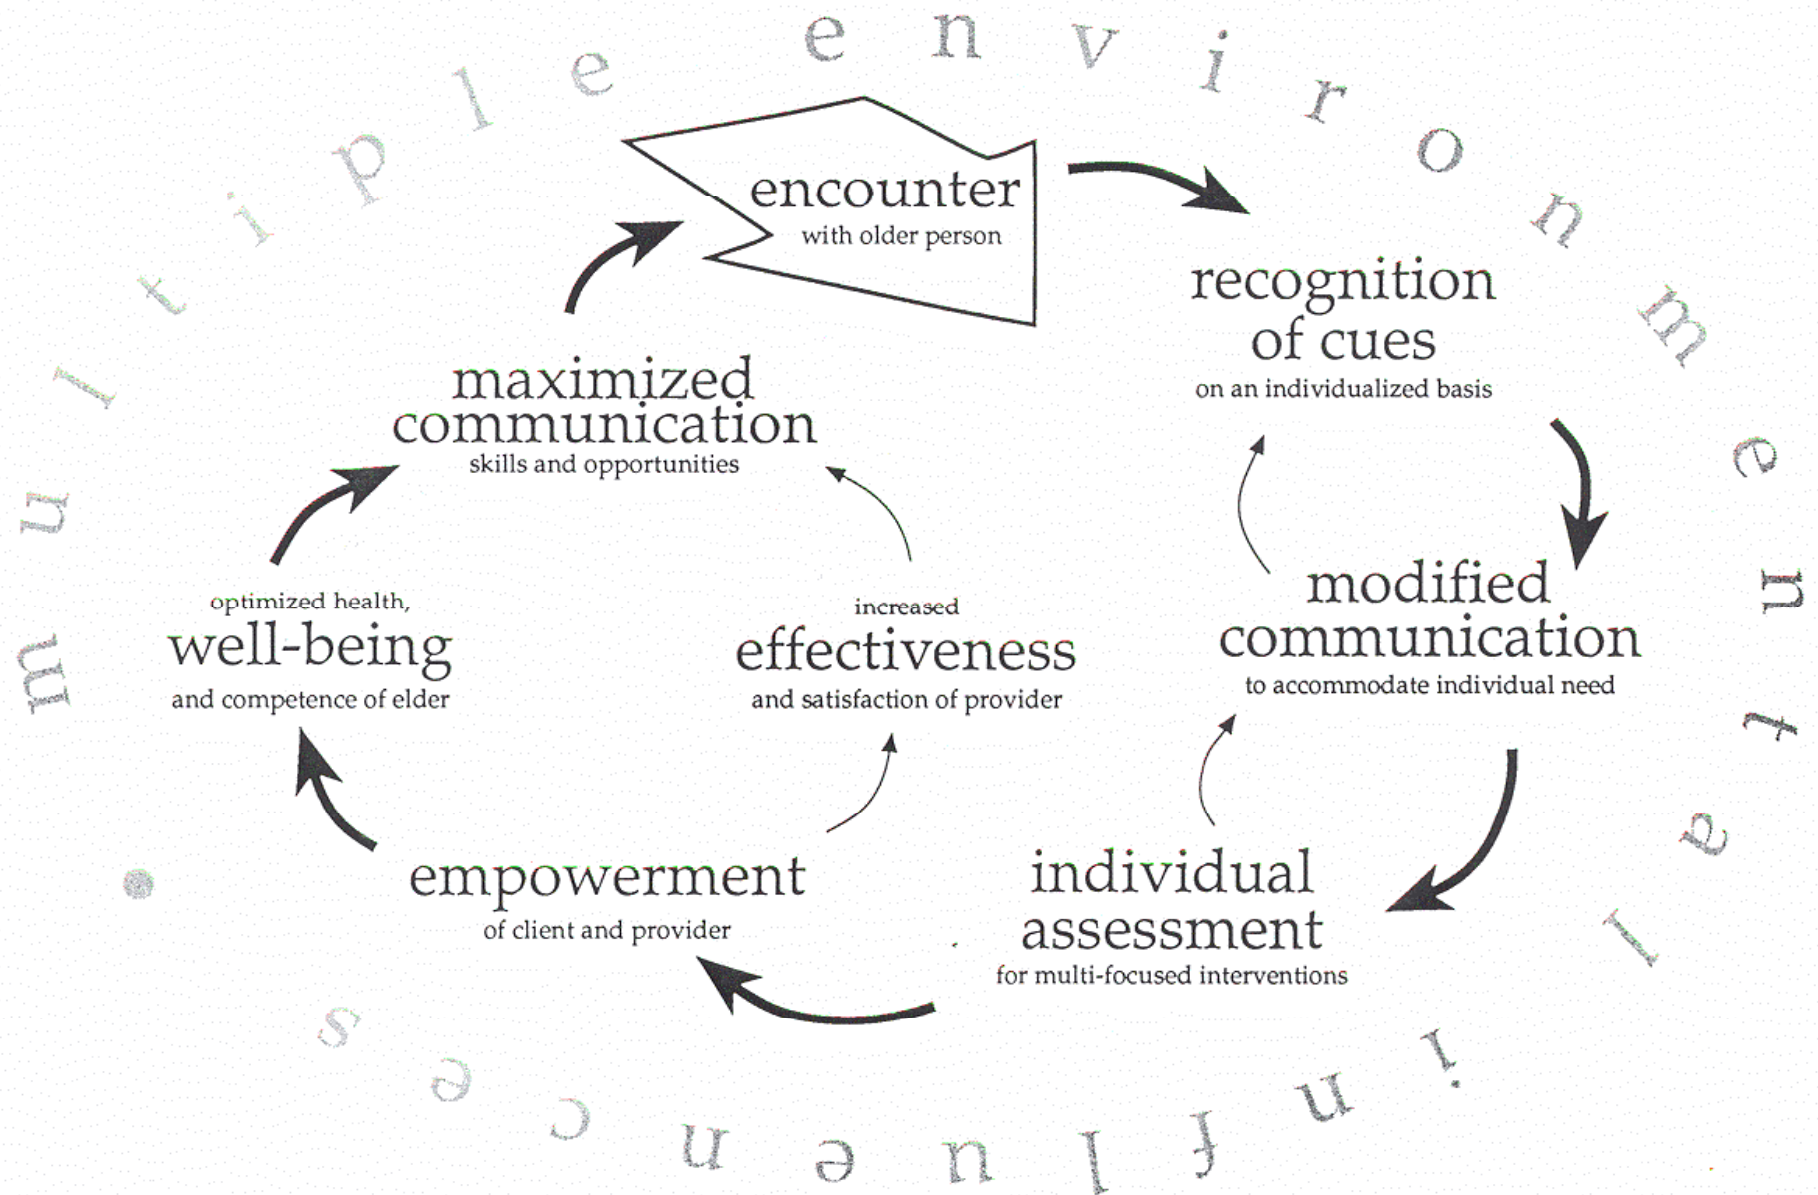 multiple environmental influences •
encounter
with older person
recognition
of cues
on an individualized basis
modified
communication
to accommodate individual need
individual
assessment
for multi-focused interventions
empowerment
of client and provider
increased
effectiveness
and satisfaction of provider
optimized health,
well-being
and competence of elder
maximized
communication
skills and opportunities